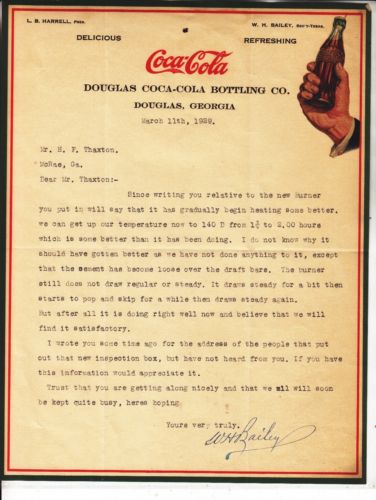 L. B. HARRELL, PRES.
W. H. BAILEY, SEC'Y-TREAS.
DELICIOUS
REFRESHING
Coca-Cola
DOUGLAS COCA-COLA BOTTLING CO.
DOUGLAS, GEORGIA
March 11th, 1929.
Mr. H. F. Thaxton.
McRae, Ga.
Dear Mr. Thaxton:-
Since writing you relative to the new Burner
you put in will say that it has gradually begin heating some better.
we can get up our temperature now to 140 D from 1½ to 2.00 hours
which is some better than it has been doing. I do not know why it
should have gotten better as we have not done anything to it, except
that the cement has become loose over the draft bars. The burner
still does not draw regular or steady. It draws steady for a bit then
starts to pop and skip for a while then draws steady again.
But after all it is doing right well now and believe that we will
find it satisfactory.
I wrote you some time ago for the address of the people that put
out that new inspection box, but have not heard from you. If you have
this information would appreciate it.
Trust that you are getting along nicely and that we all will soon
be kept quite busy, heres hoping
Yours very truly.
WHBailey